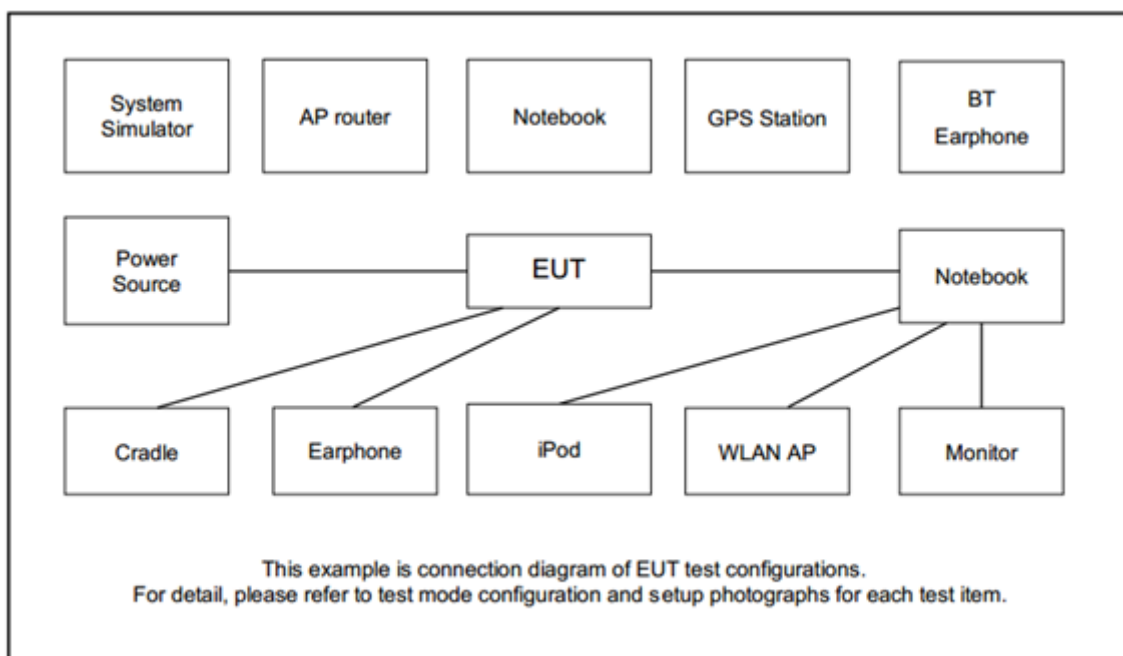 System
Simulator
AP router
Notebook
GPS Station
BT
Earphone
Power
Source
EUT
Notebook
Cradle
Earphone
iPod
WLAN AP
Monitor
This example is connection diagram of EUT test configurations.
For detail, please refer to test mode configuration and setup photographs for each test item.